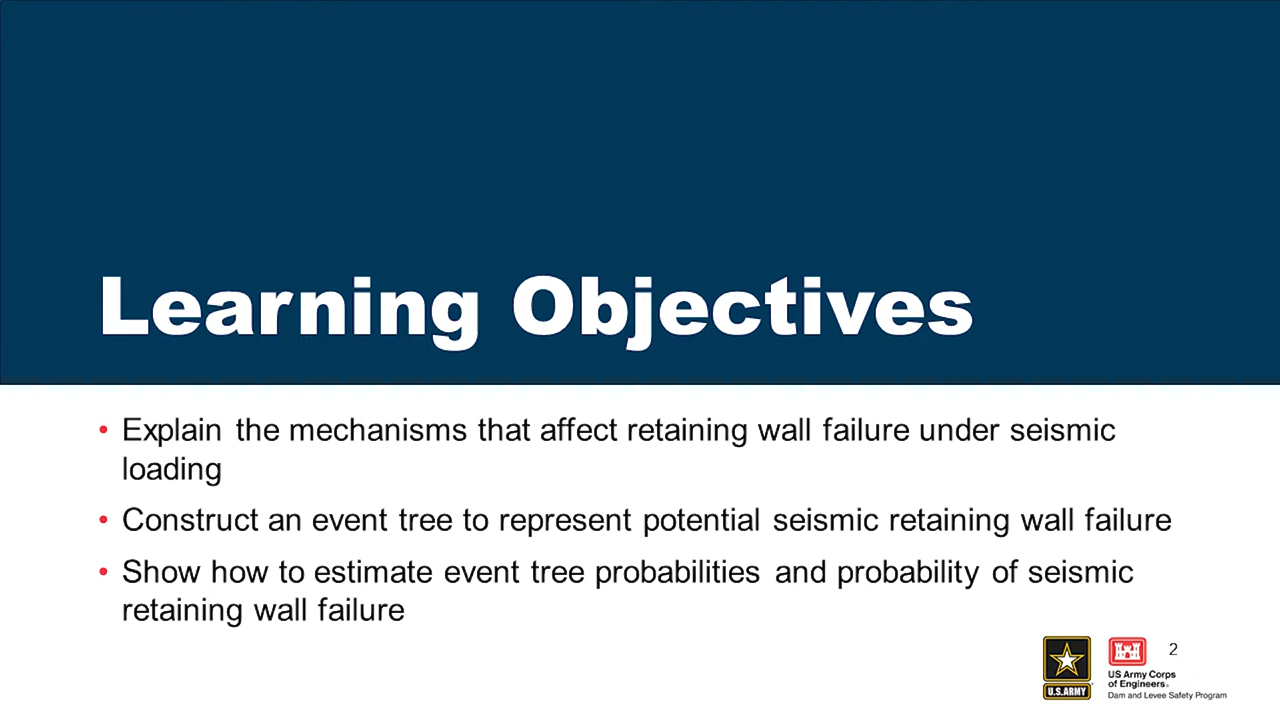 Learning Objectives
• Explain the mechanisms that affect retaining wall failure under seismic
loading
• Construct an event tree to represent potential seismic retaining wall failure
• Show how to estimate event tree probabilities and probability of seismic
retaining wall failure
2
U.S.ARMY
US Army Corps
of Engineers®
Dam and Levee Safety Program